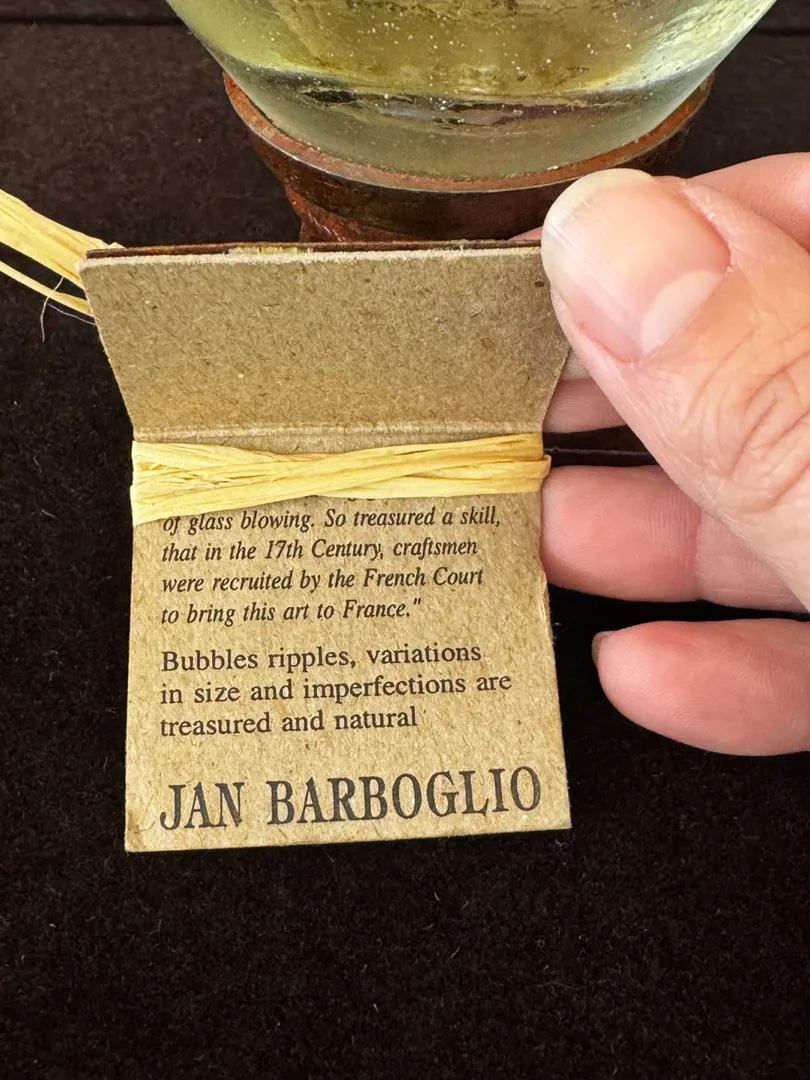 of glass blowing. So treasured a skill,
that in the 17th Century, craftsmen
were recruited by the French Court
to bring this art to France."
Bubbles ripples, variations
in size and imperfections are
treasured and natural
JAN BARBOGLIO